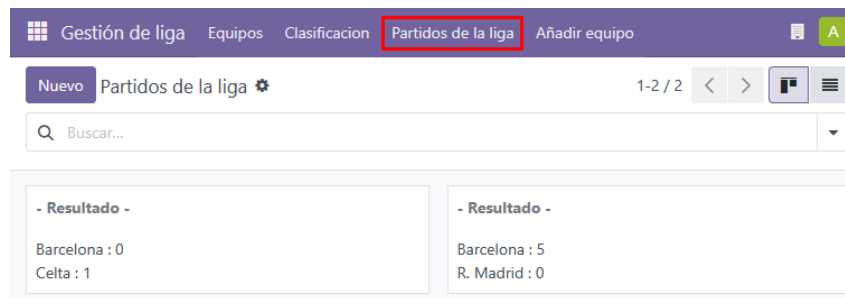 Gestión de liga Equipos Clasificacion Partidos de la liga Añadir equipo A
Nuevo Partidos de la liga 1-2 / 2
Buscar...
- Resultado - - Resultado -
Barcelona : 0 Barcelona : 5
Celta : 1 R. Madrid : 0